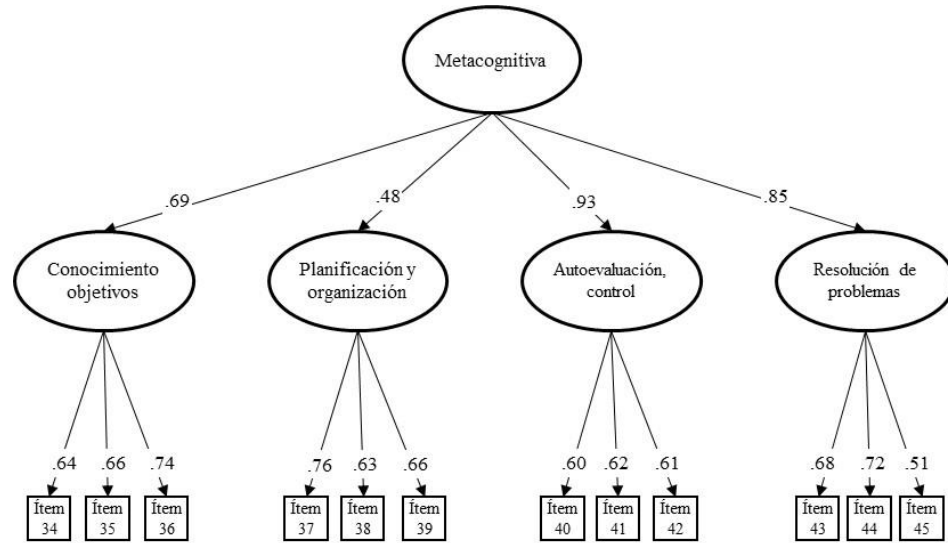 Metacognitiva
.69
.48
.93
.85
Conocimiento
objetivos
Planificación y
organización
Autoevaluación,
control
Resolución de
problemas
.64 .66 .74
.76 .63 .66
.60 .62 .61
.68 .72 .51
Ítem
34
Ítem
35
Ítem
36
Ítem
37
Ítem
38
Ítem
39
Ítem
40
Ítem
41
Ítem
42
Ítem
43
Ítem
44
Ítem
45